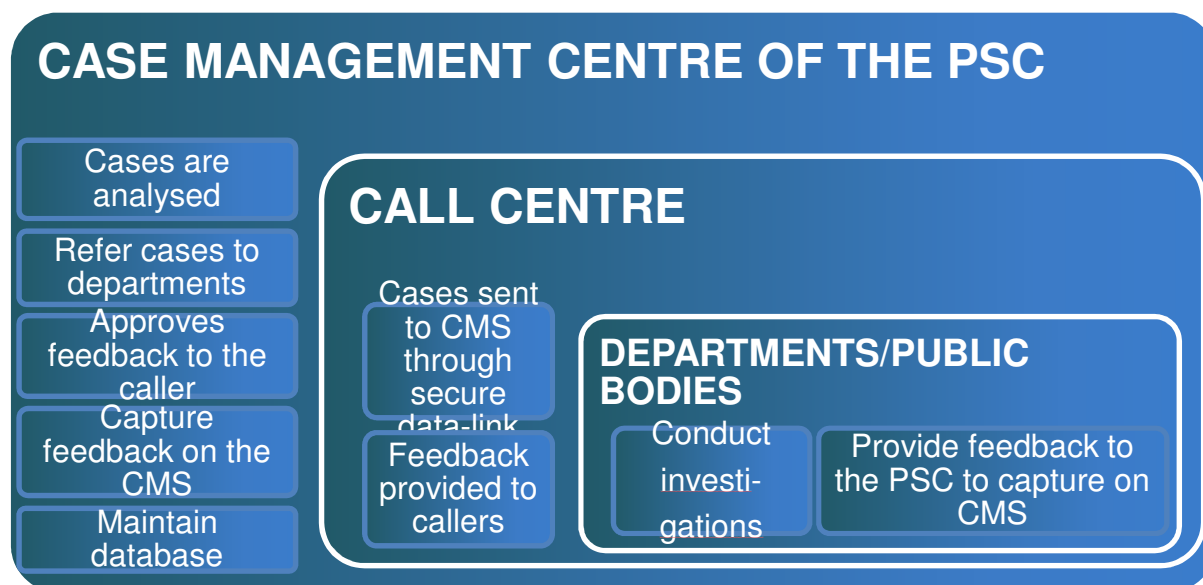 CASE MANAGEMENT CENTRE OF THE PSC
Cases are
analysed
Refer cases to
departments
Approves
feedback to the
caller
Capture
feedback on the
CMS
Maintain
database
CALL CENTRE
Cases sent
to CMS
through
secure
data-link
Feedback
provided to
callers
DEPARTMENTS/PUBLIC
BODIES
Conduct
investi-
gations
Provide feedback to
the PSC to capture on
CMS